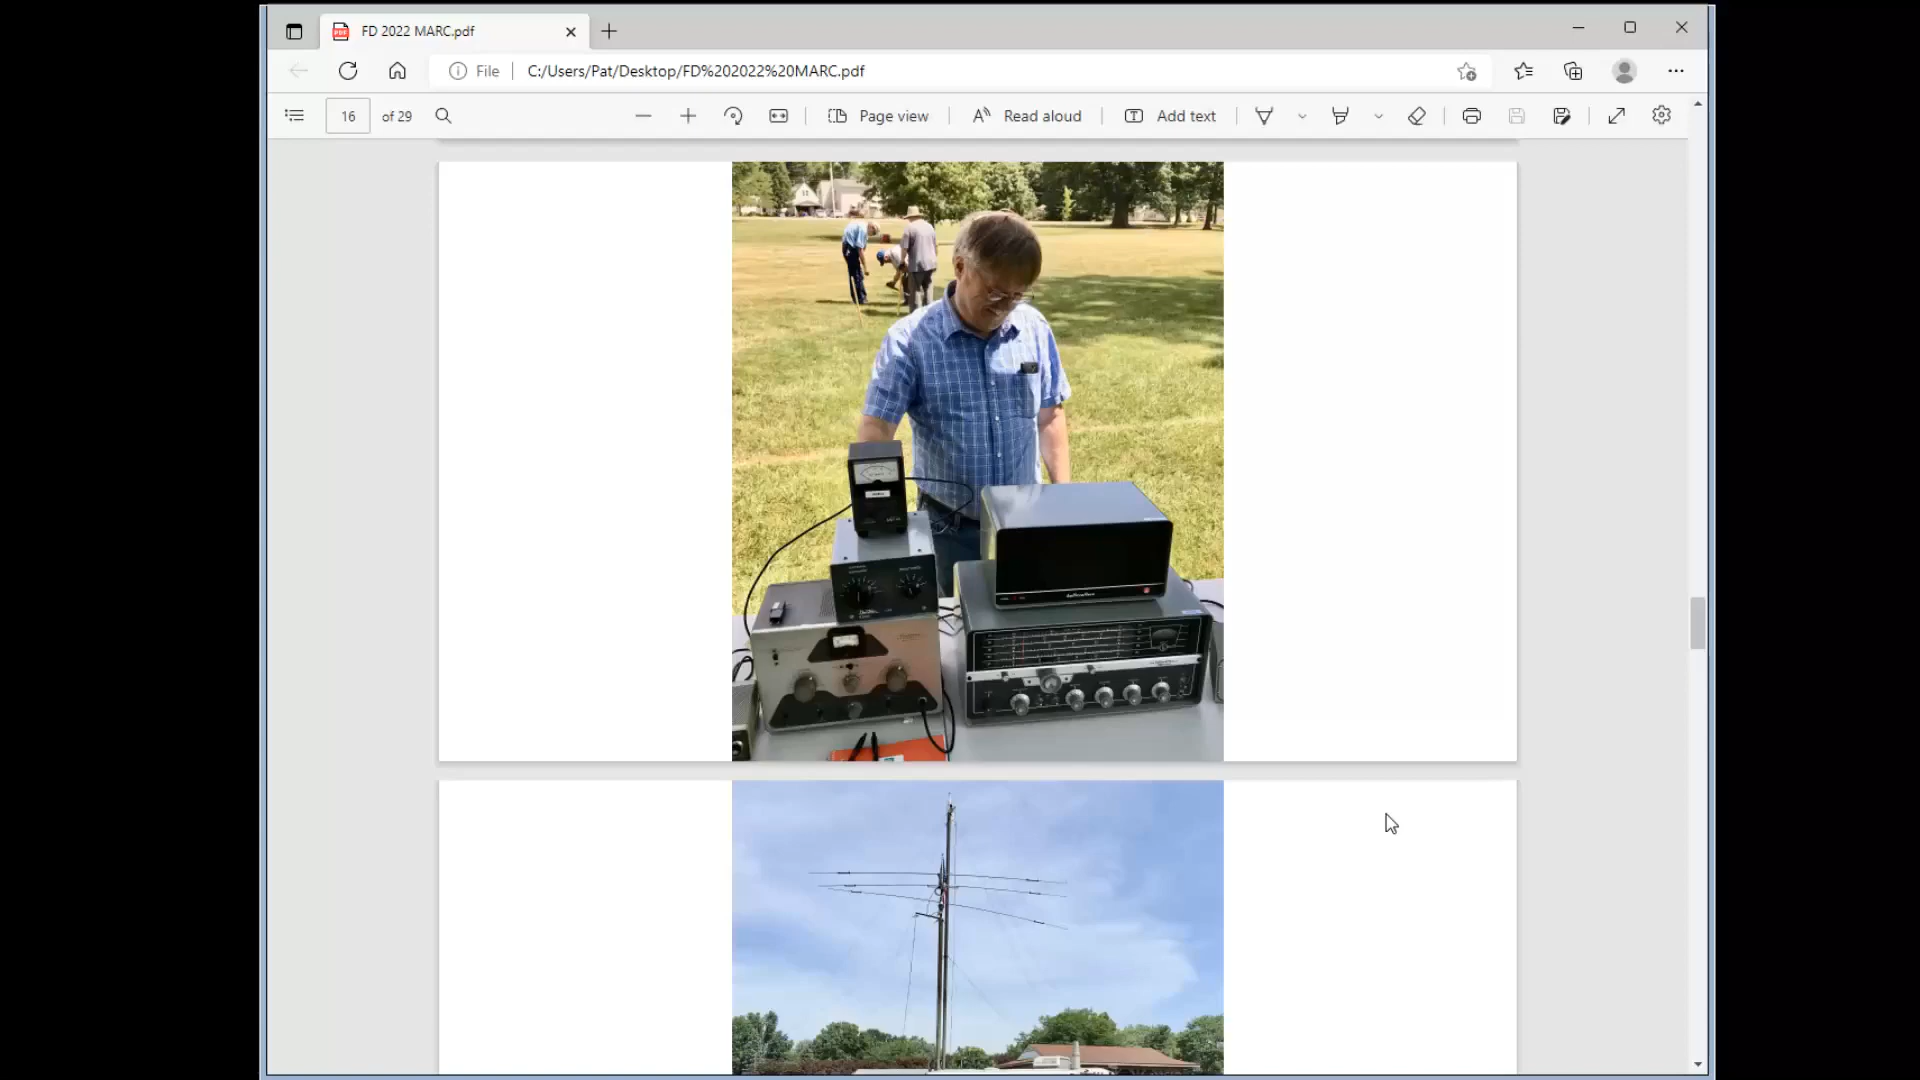 FD 2022 MARC.pdf
File
C:/Users/Pat/Desktop/FD%202022%20MARC.pdf
16 of 29
Page view
Read aloud
Add text